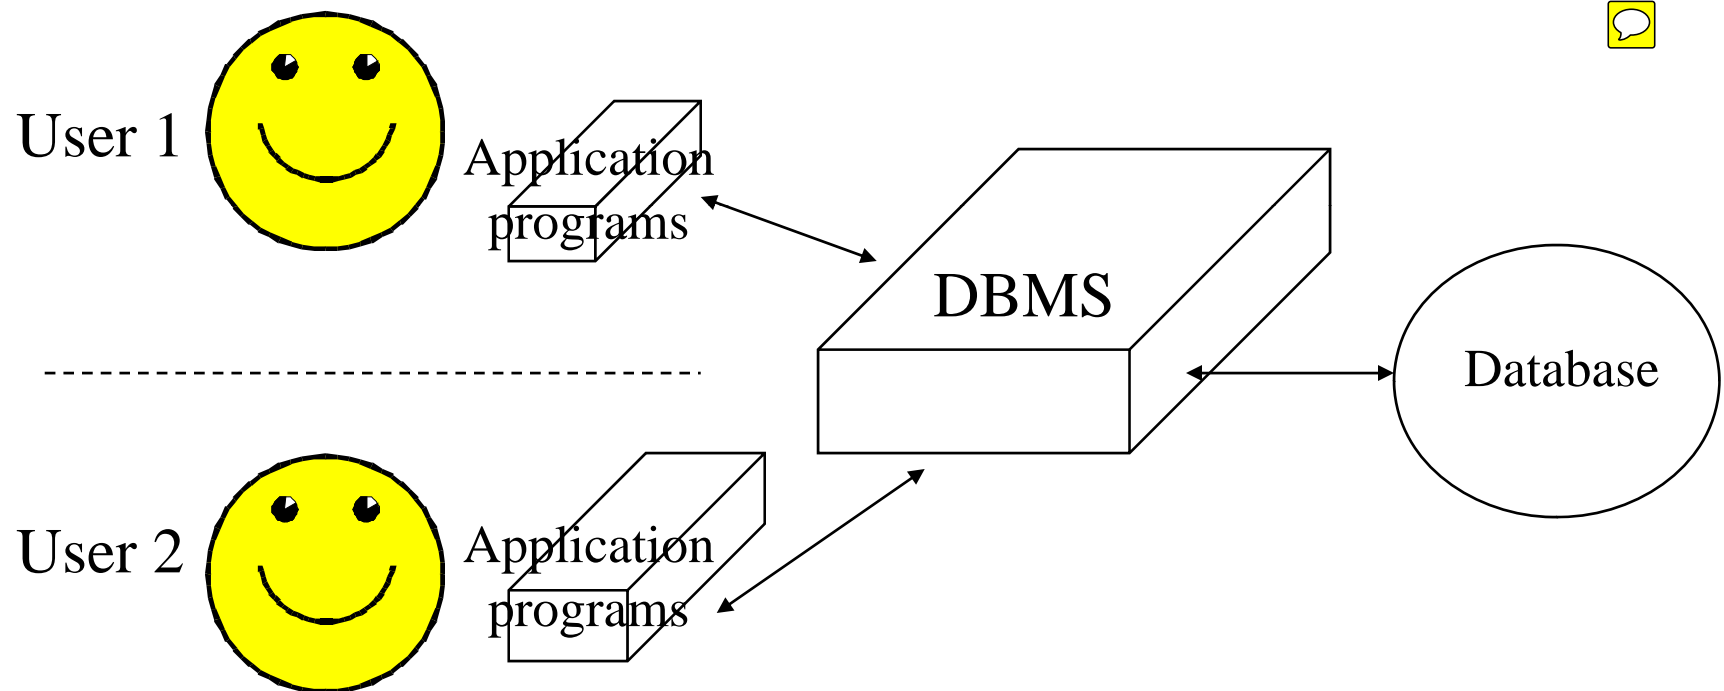 User 1
Application
programs
DBMS
Database
User 2
Application
programs